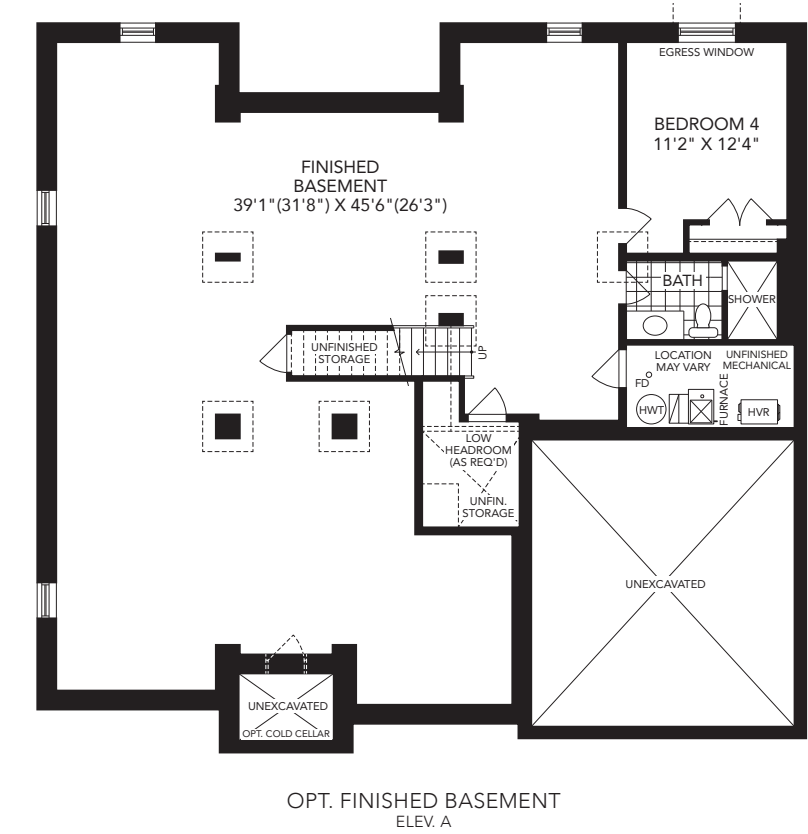 EGRESS WINDOW
BEDROOM 4
11'2" X 12'4"
FINISHED
BASEMENT
39'1"(31'8") X 45'6"(26'3")
BATH
SHOWER
UNFINISHED
STORAGE
UP
LOCATION
MAY VARY
UNFINISHED
MECHANICAL
FD
HWT
FURNACE
HVR
LOW
HEADROOM
(AS REQ'D)
UNFIN.
STORAGE
UNEXCAVATED
UNEXCAVATED
OPT. COLD CELLAR
OPT. FINISHED BASEMENT
ELEV. A